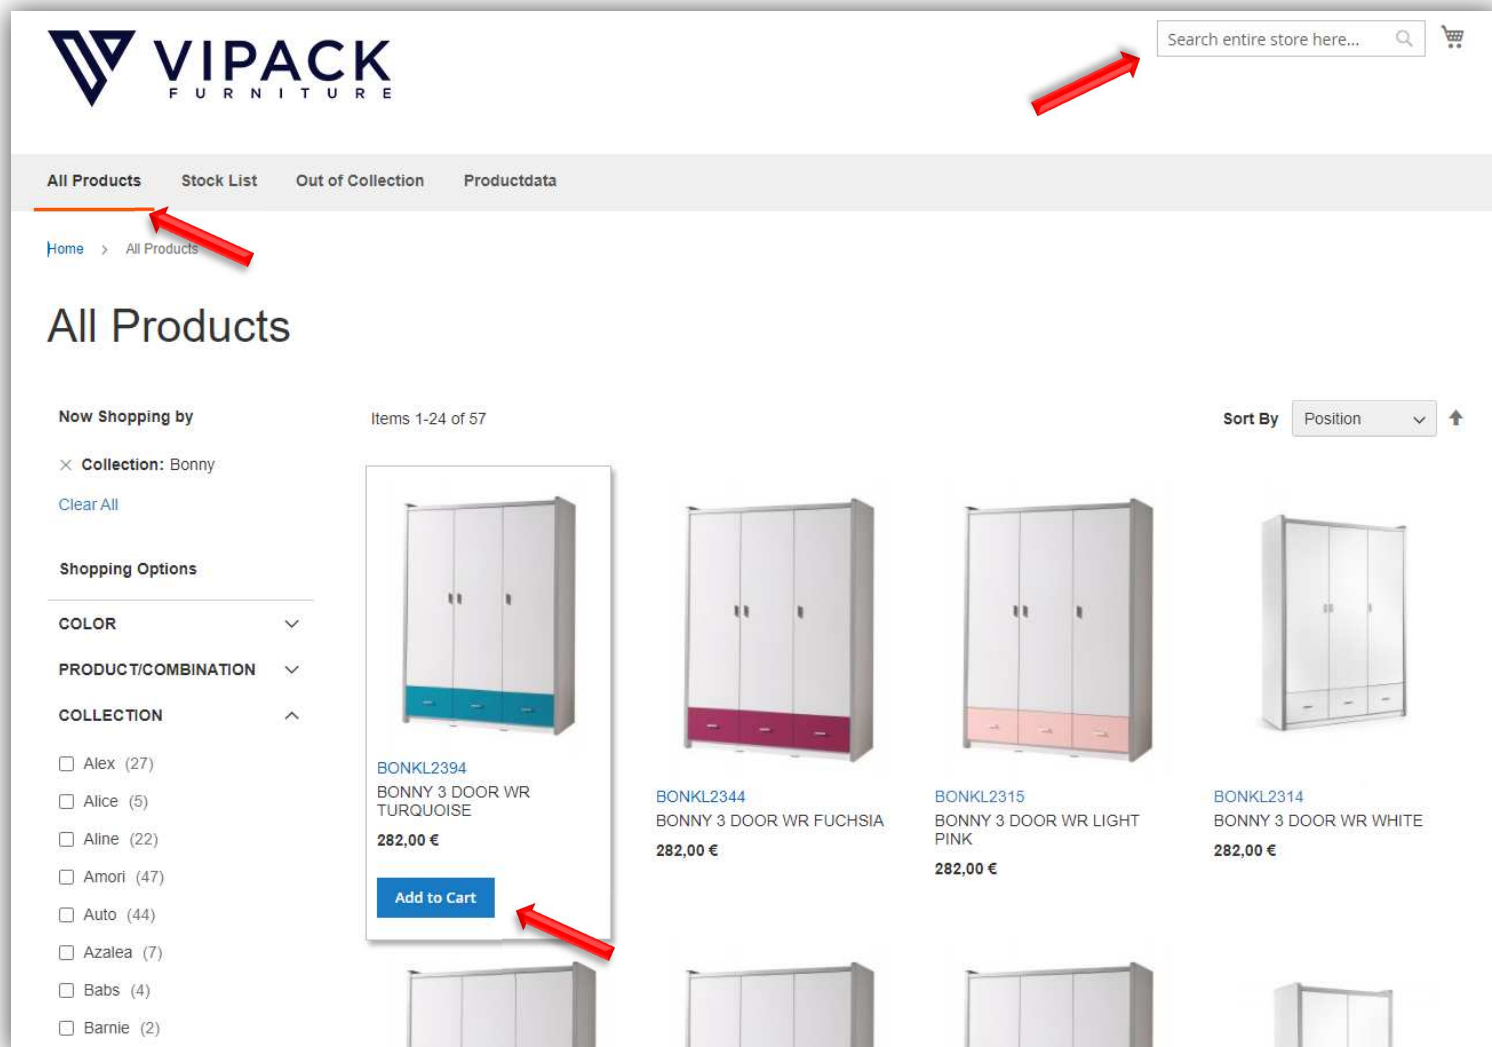 VIPACK
FURNITURE
Search entire store here...
All Products
Stock List
Out of Collection
Productdata
Home > All Products
All Products
Now Shopping by
Items 1-24 of 57
Sort By
Position
Collection: Bonny
Clear All
Shopping Options
COLOR
PRODUCT/COMBINATION
COLLECTION
Alex (27)
Alice (5)
Aline (22)
Amori (47)
Auto (44)
Azalea (7)
Babs (4)
Barnie (2)
BONKL2394
BONNY 3 DOOR WR
TURQUOISE
282,00 €
Add to Cart
BONKL2344
BONNY 3 DOOR WR FUCHSIA
282,00 €
BONKL2315
BONNY 3 DOOR WR LIGHT
PINK
282,00 €
BONKL2314
BONNY 3 DOOR WR WHITE
282,00 €